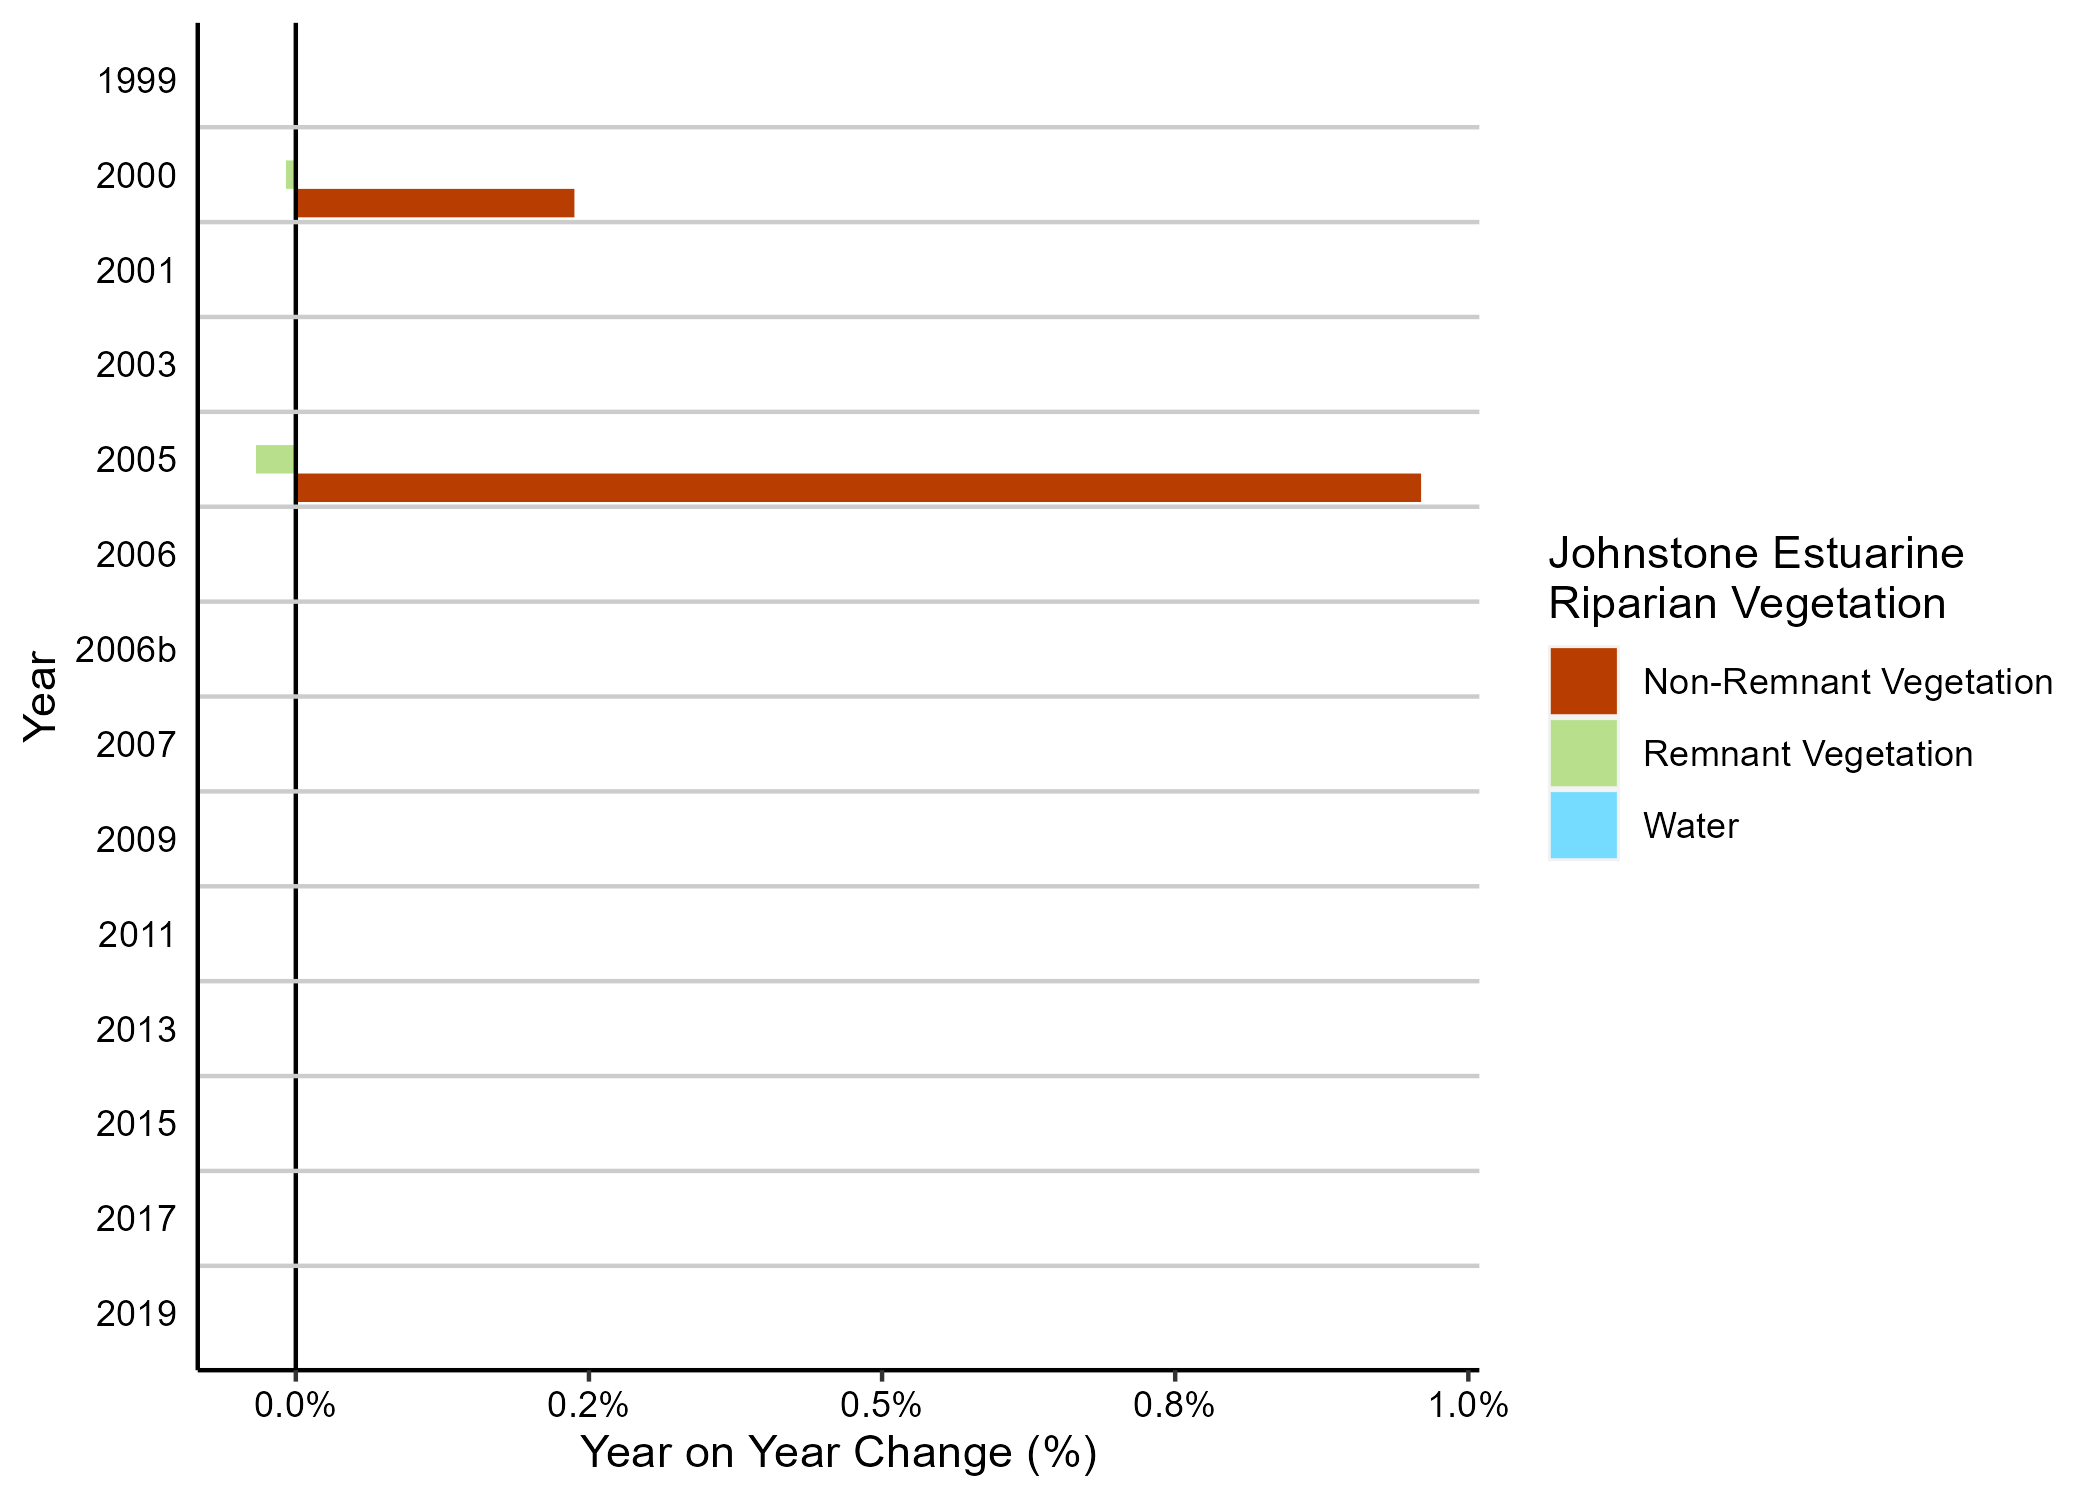 1999
2000
2001
2003
2005
2006
2006b
2007
2009
2011
2013
2015
2017
2019
Year
0.0% 0.2% 0.5% 0.8% 1.0%
Year on Year Change (%)
Johnstone Estuarine
Riparian Vegetation
Non-Remnant Vegetation
Remnant Vegetation
Water